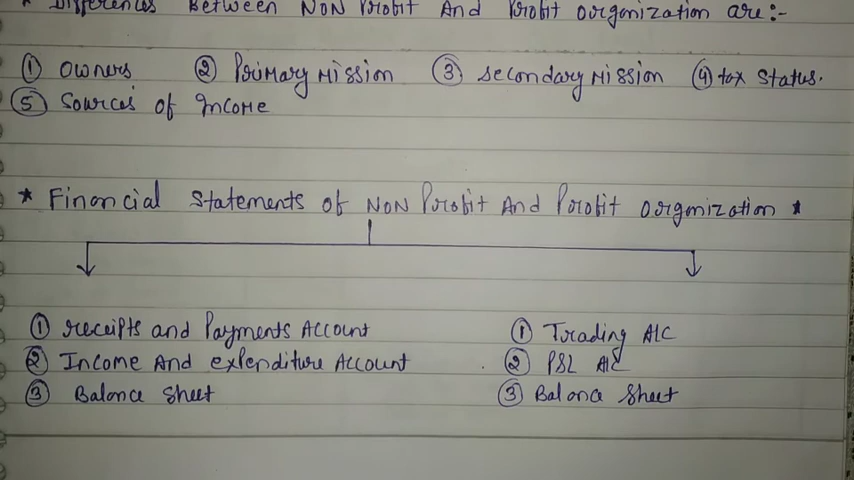 * Differences Between NON Profit And Profit organization are:-
① Owners ② Primary Mission ③ Secondary Mission ④ tax status.
⑤ Sources of Income
* Financial Statements of NON Profit And Profit organization *
① receipts and Payments Account
② Income And expenditure Account
③ Balance Sheet
① Trading A/C
② P&L A/C
③ Balance Sheet